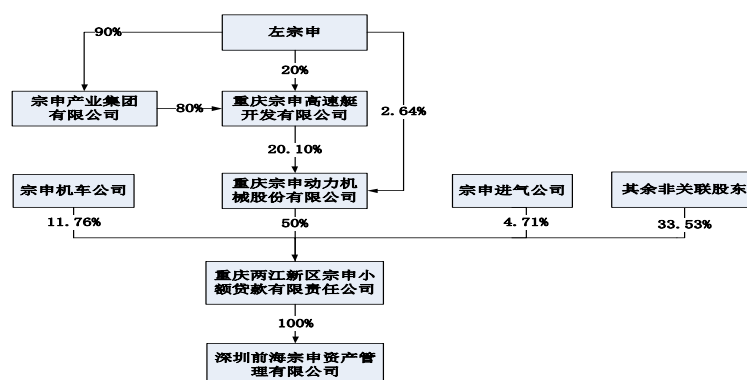 90%
左宗申
20%
宗申产业集团
有限公司
80%
重庆宗申高速艇
开发有限公司
2.64%
20.10%
宗申机车公司
重庆宗申动力机
械股份有限公司
宗申进气公司
其余非关联股东
11.76%
50%
4.71%
33.53%
重庆两江新区宗申小
额贷款有限责任公司
100%
深圳前海宗申资产管
理有限公司